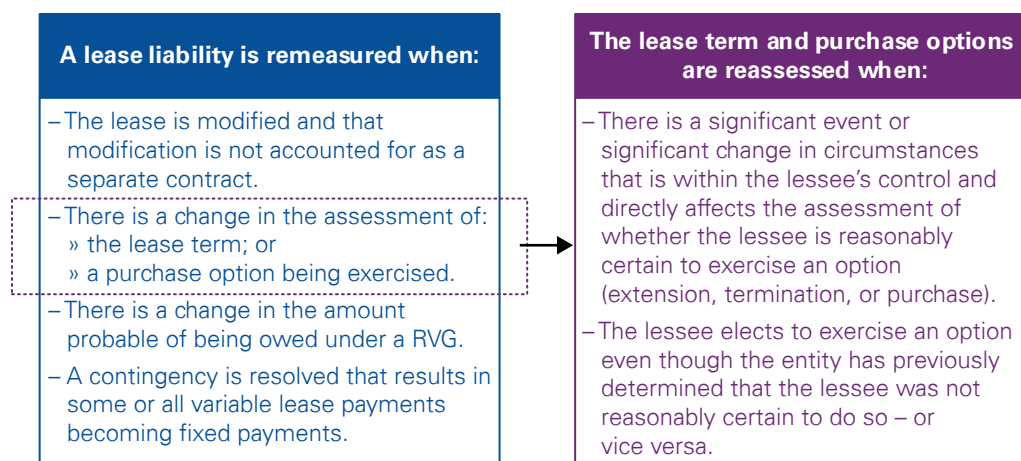 A lease liability is remeasured when:
– The lease is modified and that
modification is not accounted for as a
separate contract.
– There is a change in the assessment of:
» the lease term; or
» a purchase option being exercised.
– There is a change in the amount
probable of being owed under a RVG.
– A contingency is resolved that results in
some or all variable lease payments
becoming fixed payments.
The lease term and purchase options
are reassessed when:
– There is a significant event or
significant change in circumstances
that is within the lessee’s control and
directly affects the assessment of
whether the lessee is reasonably
certain to exercise an option
(extension, termination, or purchase).
– The lessee elects to exercise an option
even though the entity has previously
determined that the lessee was not
reasonably certain to do so – or
vice versa.